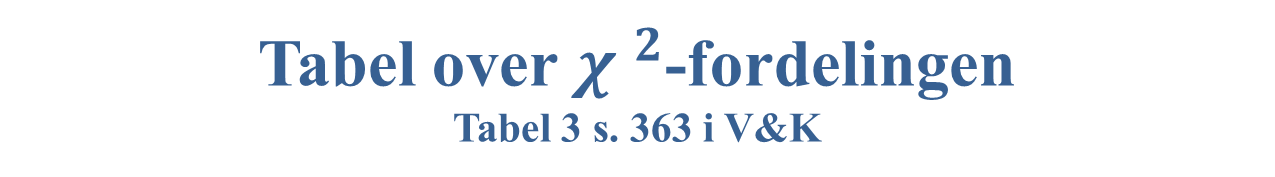 Tabel over χ ²-fordelingen
Tabel 3 s. 363 i V&K